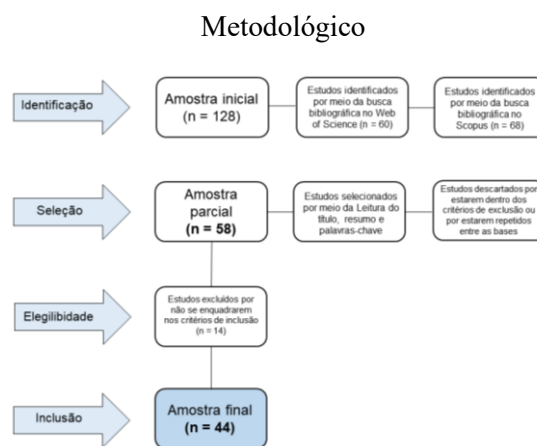 Metodológico
Identificação
Amostra inicial
(n = 128)
Estudos identificados
por meio da busca
bibliográfica no Web
of Science (n = 60)
Estudos identificados
por meio da busca
bibliográfica no
Scopus (n = 68)
Seleção
Amostra
parcial
(n = 58)
Estudos selecionados
por meio da Leitura do
título, resumo e
palavras-chave
Estudos descartados por
estarem dentro dos
critérios de exclusão ou
por estarem repetidos
entre as bases
Elegilibidade
Estudos excluídos por
não se enquadrarem
nos critérios de inclusão
(n = 14)
Inclusão
Amostra final
(n = 44)